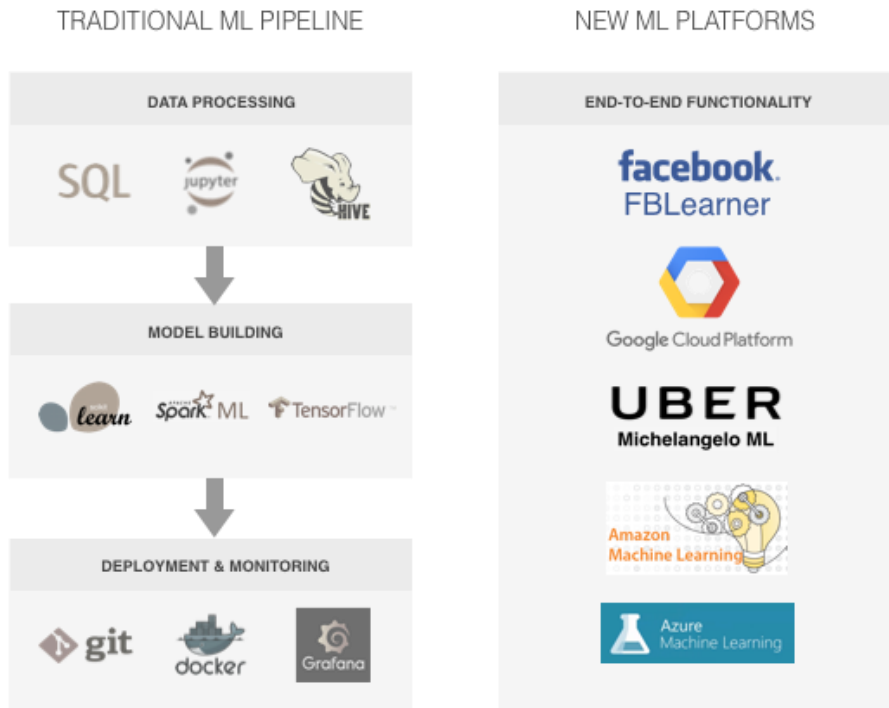 TRADITIONAL ML PIPELINE
DATA PROCESSING
SQL
jupyter
HIVE
MODEL BUILDING
learn
APACHE
Spark ML
TensorFlow
DEPLOYMENT & MONITORING
git
docker
Grafana
NEW ML PLATFORMS
END-TO-END FUNCTIONALITY
facebook.
FBLearner
Google Cloud Platform
UBER
Michelangelo ML
Amazon
Machine Learning
Azure
Machine Learning